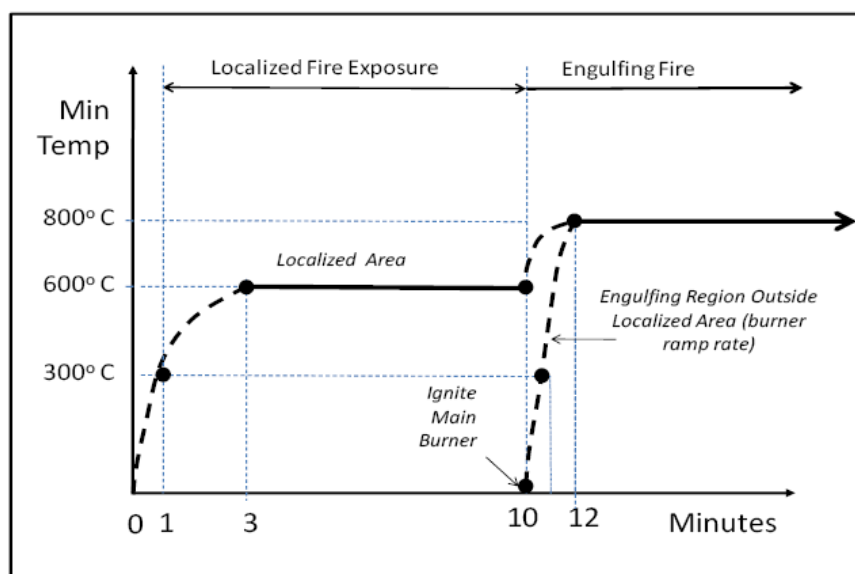 Localized Fire Exposure
Engulfing Fire
Min
Temp
800° C
600° C
300° C
Localized Area
Engulfing Region Outside
Localized Area (burner
ramp rate)
Ignite
Main
Burner
0 1 3 10 12 Minutes